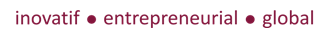 inovatif ● entrepreneurial ● global